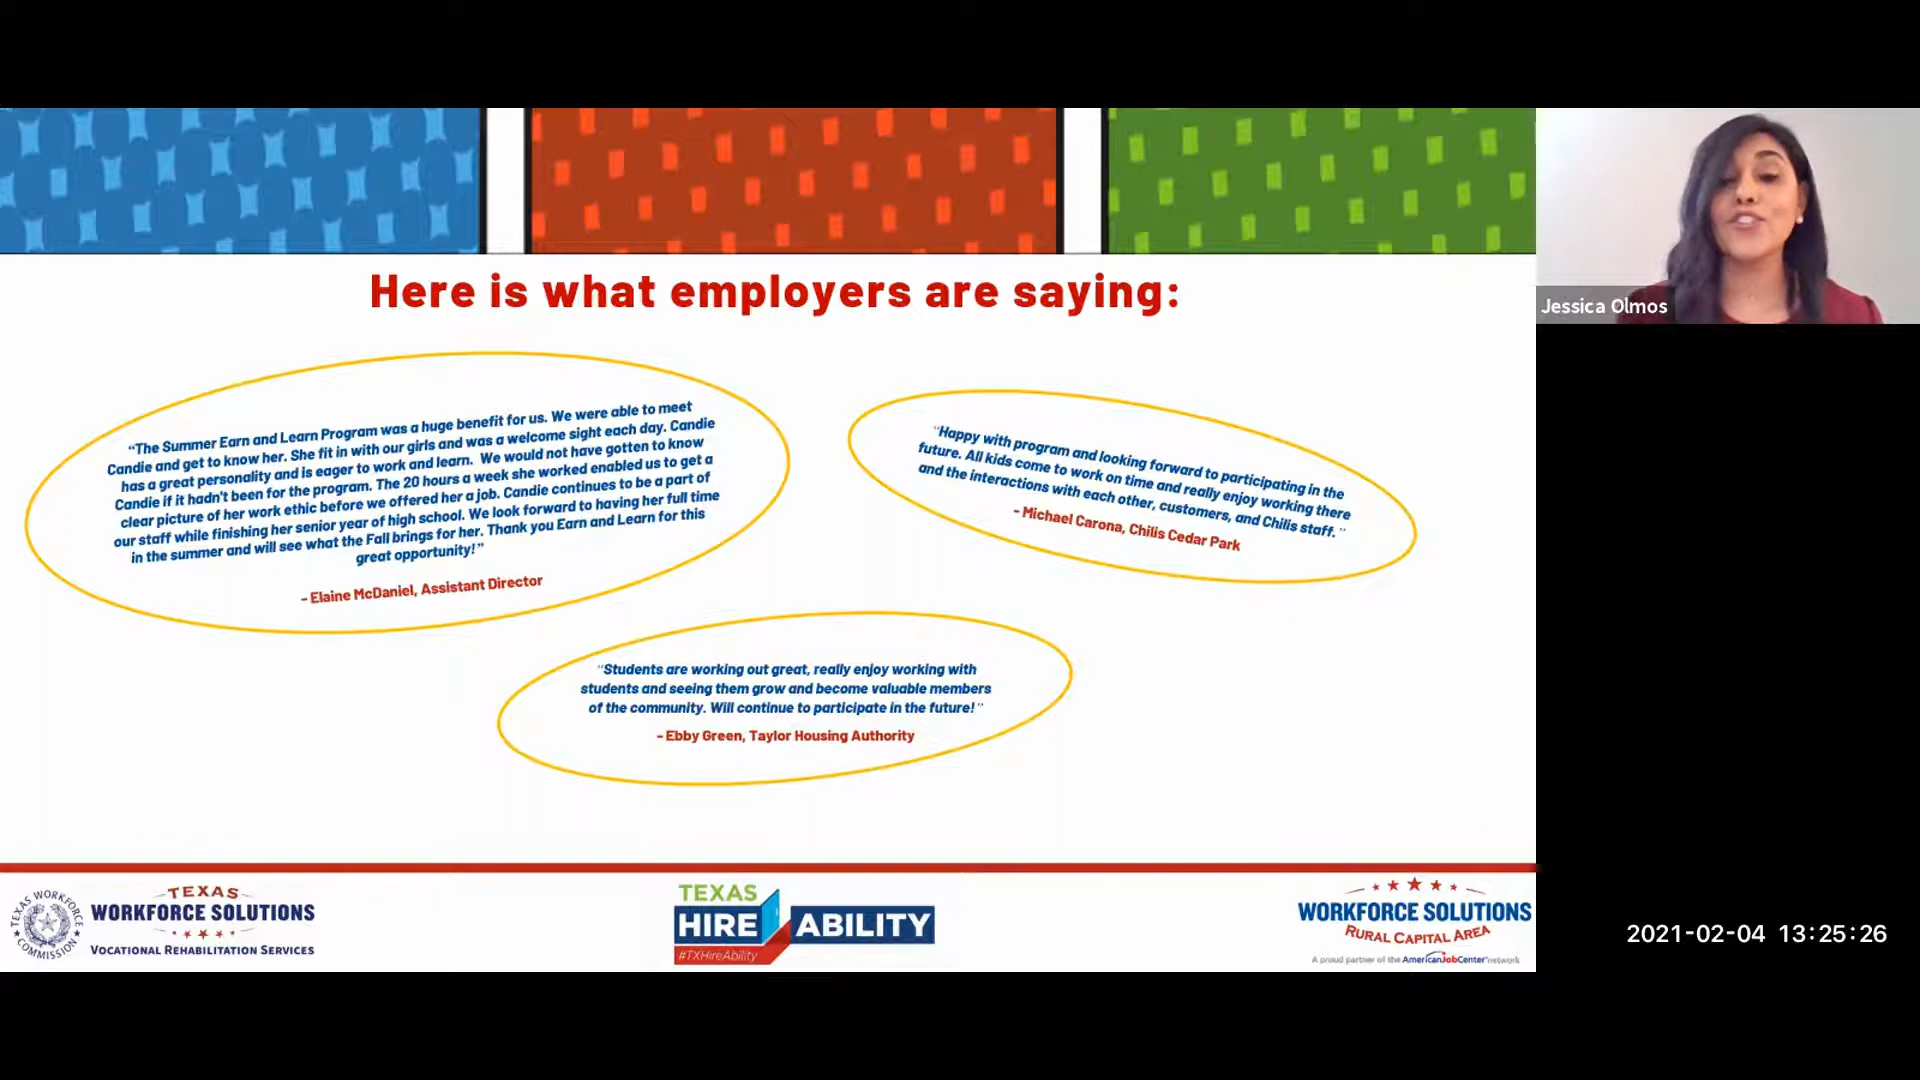 Here is what employers are saying:
“The Summer Earn and Learn Program was a huge benefit for us. We were able to meet
Candie and get to know her. She fit in with our girls and was a welcome sight each day. Candie
has a great personality and is eager to work and learn. We would not have gotten to know
Candie if it hadn't been for the program. The 20 hours a week she worked enabled us to get a
clear picture of her work ethic before we offered her a job. Candie continues to be a part of
our staff while finishing her senior year of high school. We look forward to having her full time
in the summer and will see what the Fall brings for her. Thank you Earn and Learn for this
great opportunity!”
- Elaine McDaniel, Assistant Director
“Happy with program and looking forward to participating in the
future. All kids come to work on time and really enjoy working there
and the interactions with each other, customers, and Chilis staff.”
- Michael Carona, Chilis Cedar Park
“Students are working out great, really enjoy working with
students and seeing them grow and become valuable members
of the community. Will continue to participate in the future!”
- Ebby Green, Taylor Housing Authority
Jessica Olmos
TEXAS WORKFORCE COMMISSION
TEXAS
WORKFORCE SOLUTIONS
VOCATIONAL REHABILITATION SERVICES
TEXAS
HIRE ABILITY
#TXHireAbility
WORKFORCE SOLUTIONS
RURAL CAPITAL AREA
A proud partner of the AmericanJobCenter network
2021-02-04 13:25:26